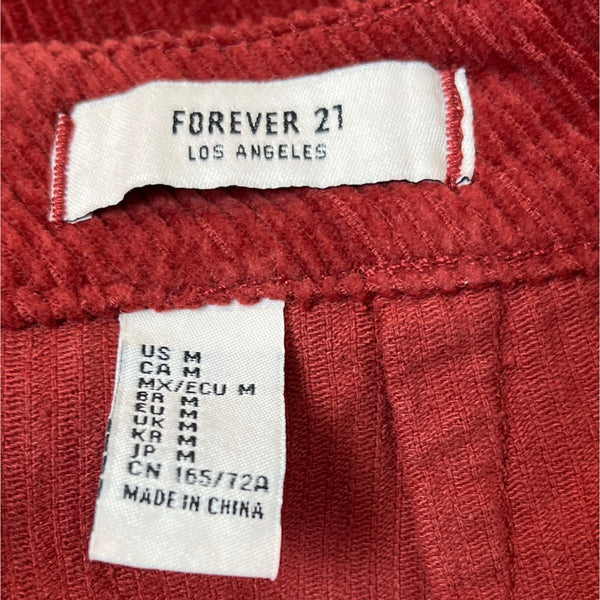 FOREVER 21
LOS ANGELES
US M
CA M
MX/ECU M
BR M
EU M
UK M
KR M
JP M
CN 165/72A
MADE IN CHINA